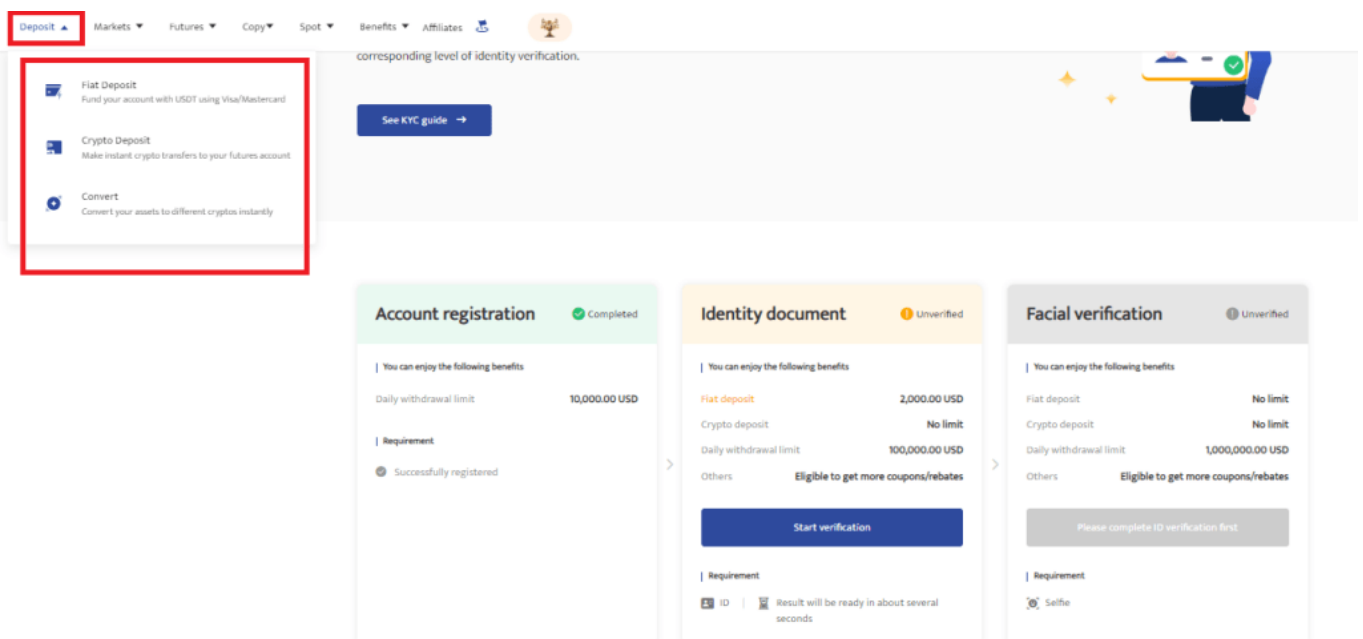 Deposit ▲ Markets ▼ Futures ▼ Copy▼ Spot ▼ Benefits ▼ Affiliates
corresponding level of identity verification.
Fiat Deposit
Fund your account with USDT using Visa/Mastercard
See KYC guide →
Crypto Deposit
Make instant crypto transfers to your futures account
Convert
Convert your assets to different cryptos instantly
Account registration Completed
You can enjoy the following benefits
Daily withdrawal limit 10,000.00 USD
Requirement
Successfully registered
Identity document Unverified
You can enjoy the following benefits
Fiat deposit 2,000.00 USD
Crypto deposit No limit
Daily withdrawal limit 100,000.00 USD
Others Eligible to get more coupons/rebates
Start verification
Requirement
ID Result will be ready in about several
seconds
Facial verification Unverified
You can enjoy the following benefits
Fiat deposit No limit
Crypto deposit No limit
Daily withdrawal limit 1,000,000.00 USD
Others Eligible to get more coupons/rebates
Please complete ID verification first
Requirement
Selfie